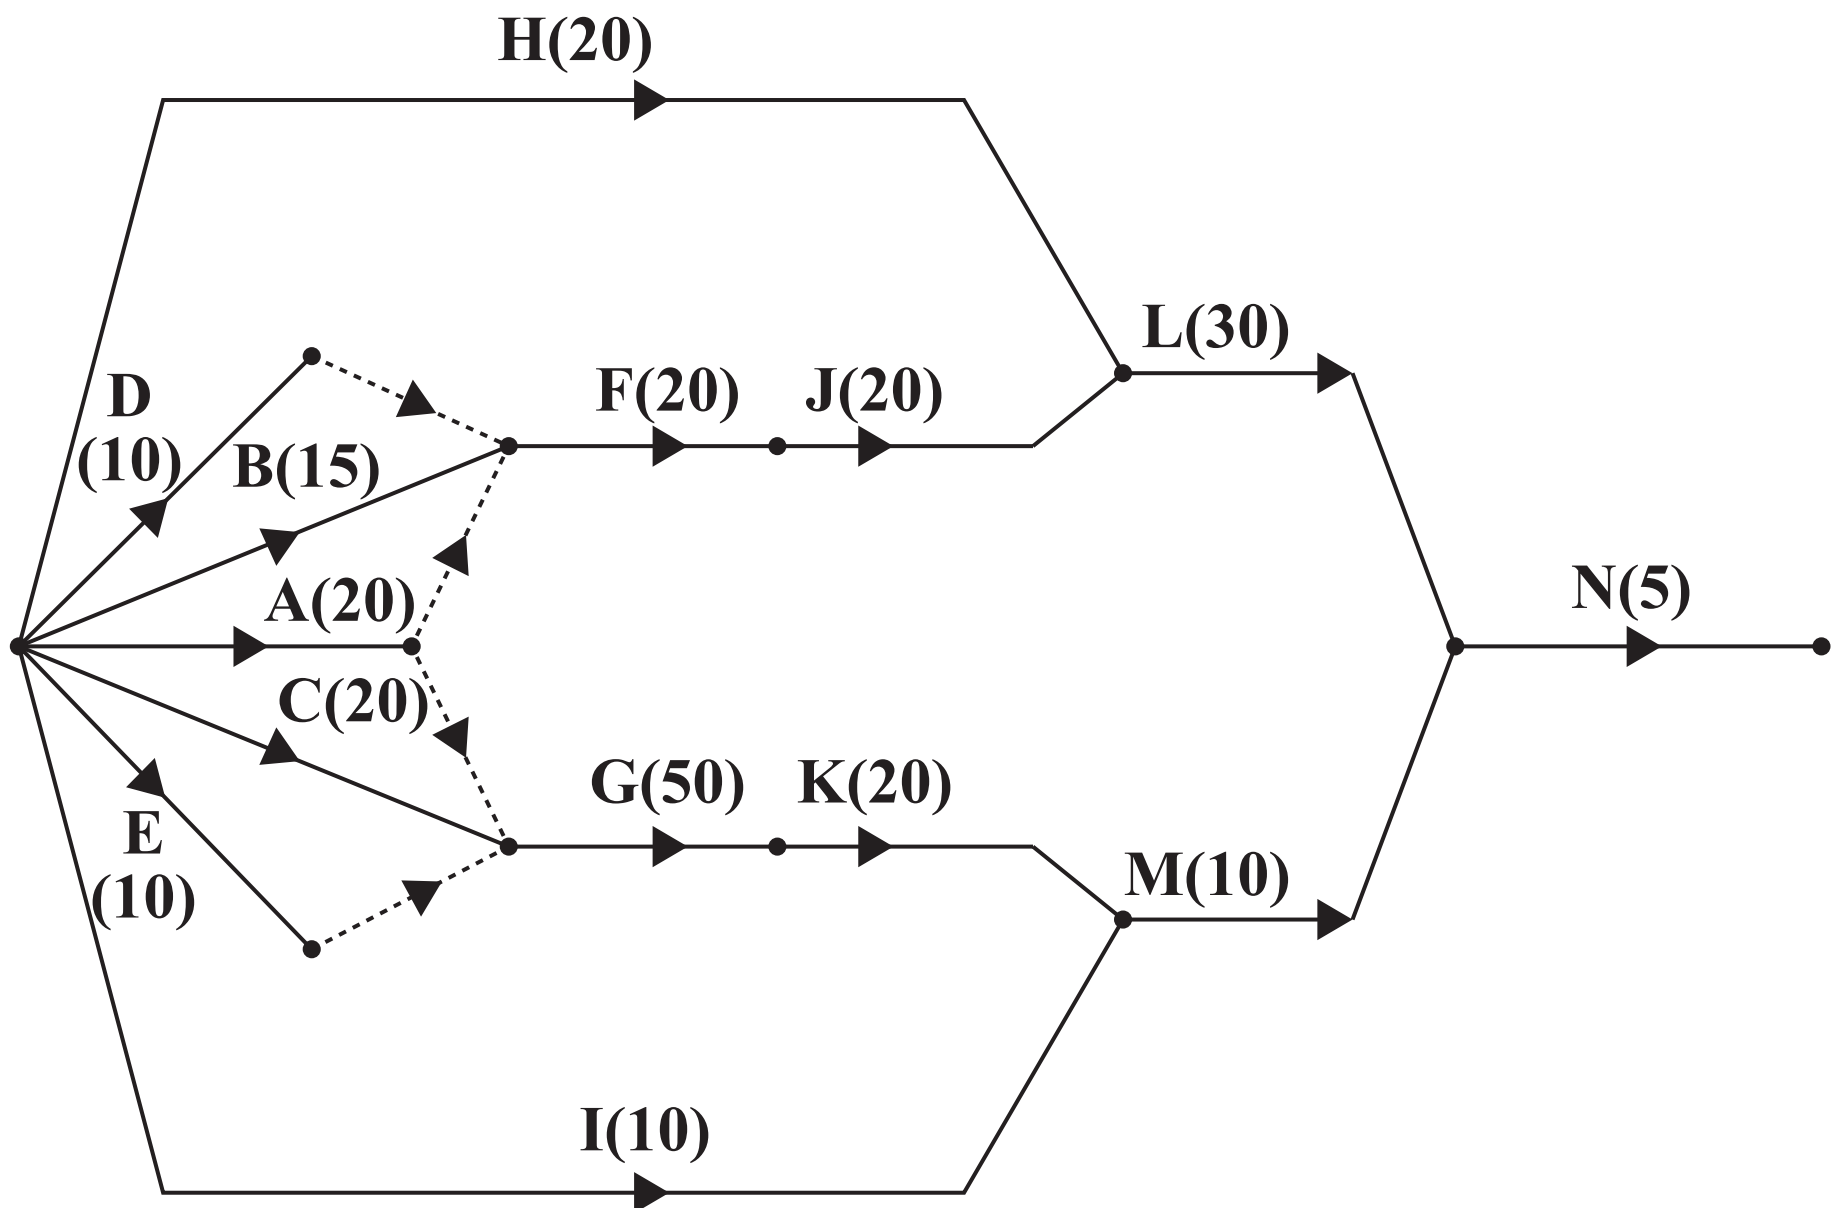 H(20)
L(30)
D
(10)
F(20)
J(20)
B(15)
A(20)
N(5)
C(20)
G(50)
K(20)
E
(10)
M(10)
I(10)